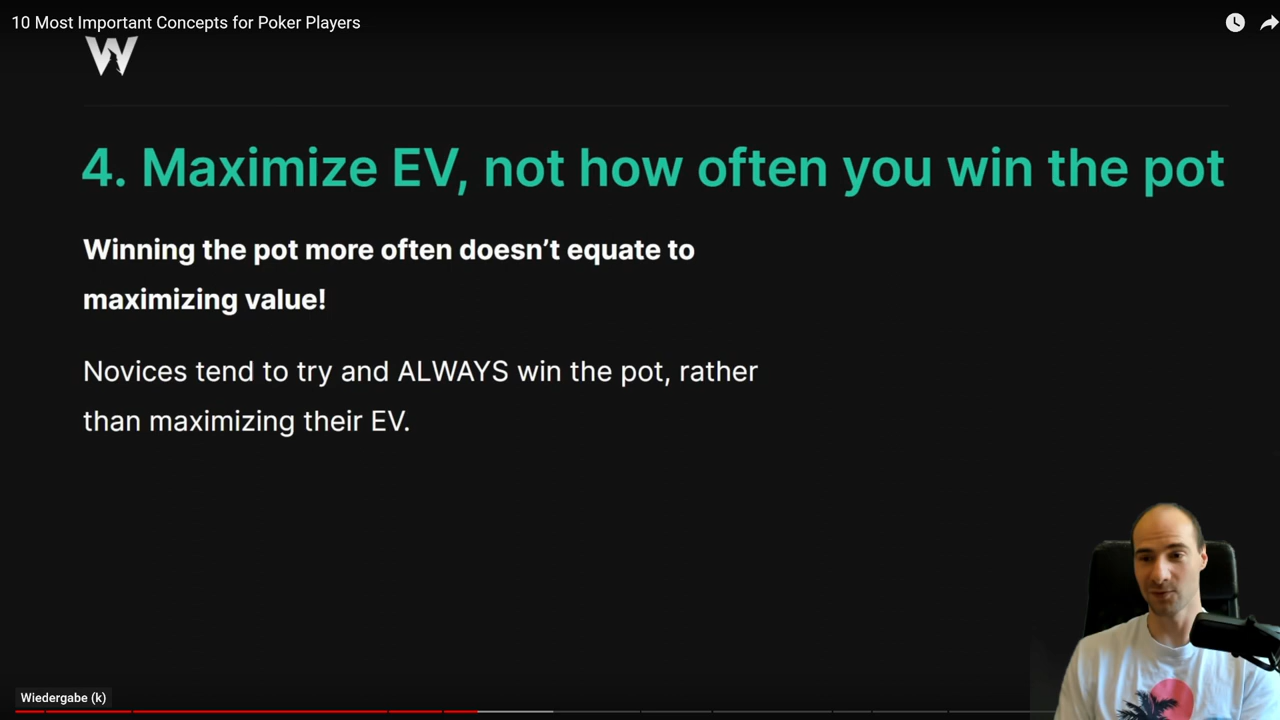 10 Most Important Concepts for Poker Players
W
4. Maximize EV, not how often you win the pot
Winning the pot more often doesn’t equate to
maximizing value!
Novices tend to try and ALWAYS win the pot, rather
than maximizing their EV.
Wiedergabe (k)